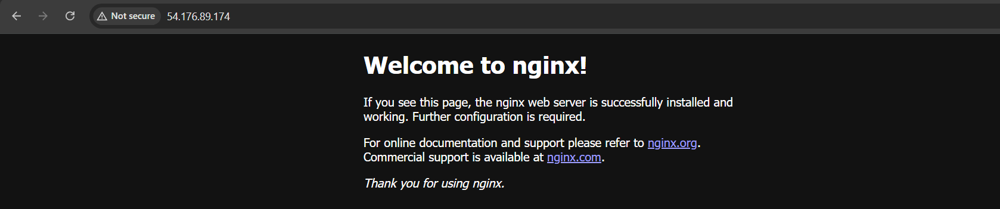 Not secure 54.176.89.174
Welcome to nginx!
If you see this page, the nginx web server is successfully installed and
working. Further configuration is required.
For online documentation and support please refer to nginx.org.
Commercial support is available at nginx.com.
Thank you for using nginx.